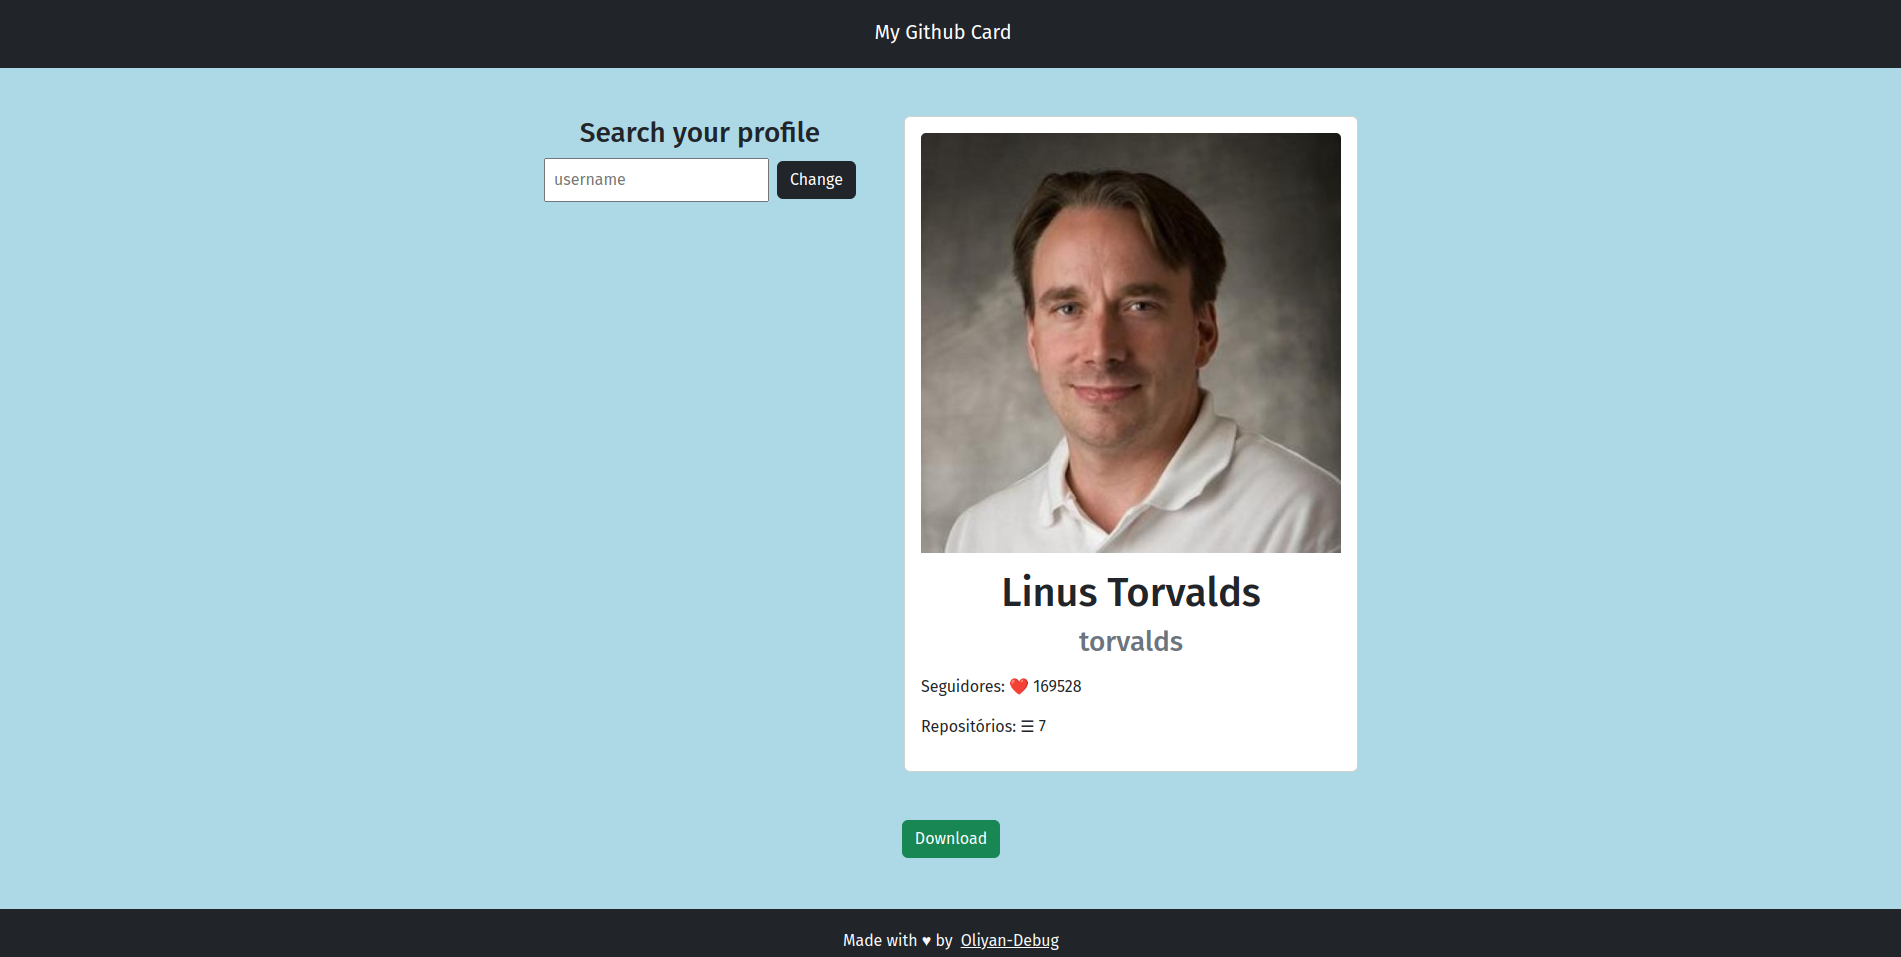 My Github Card
Search your profile
username
Change
Linus Torvalds
torvalds
Seguidores: ❤️ 169528
Repositórios: ☰ 7
Download
Made with ♥ by Oliyan-Debug